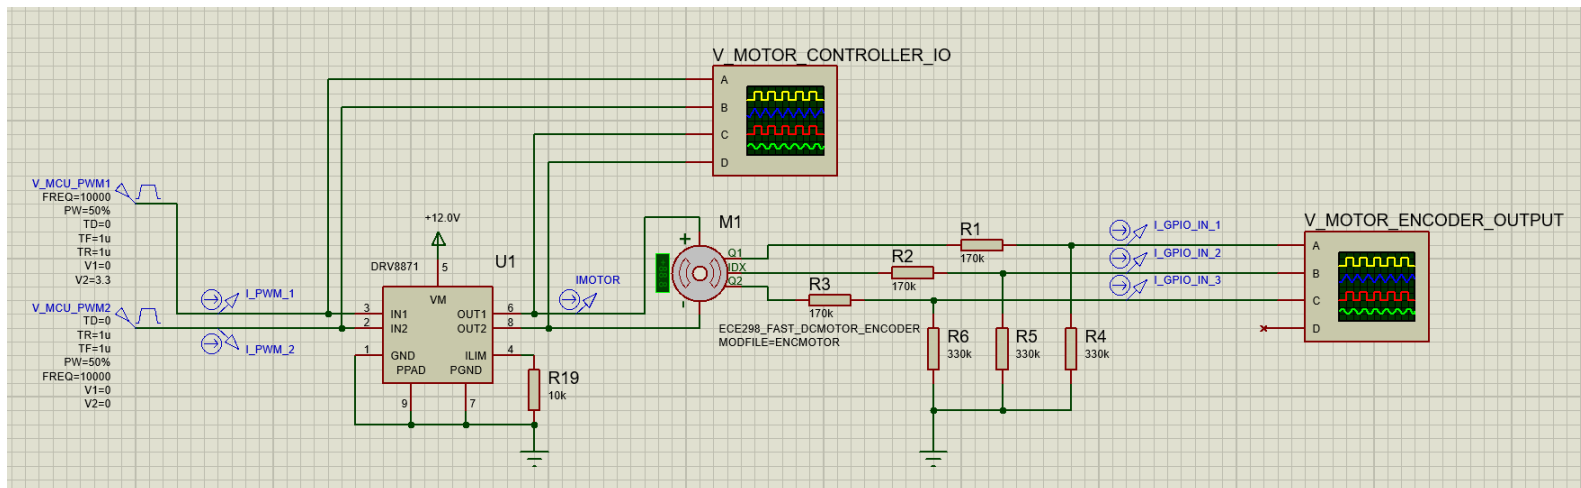 V_MOTOR_CONTROLLER_IO
A
B
C
D
V_MCU_PWM1
FREQ=10000
PW=50%
TD=0
TF=1u
TR=1u
V1=0
V2=3.3
V_MCU_PWM2
TD=0
TR=1u
TF=1u
PW=50%
FREQ=10000
V1=0
V2=0
I_PWM_1
I_PWM_2
+12.0V
DRV8871
5
U1
VM
3 IN1 OUT1 6
2 IN2 OUT2 8
1 GND ILIM 4
PPAD PGND
9 7
R19
10k
IMOTOR
M1
+
-
Q1
IDX
Q2
ECE298_FAST_DCMOTOR_ENCODER
MODFILE=ENCMOTOR
R1
170k
R2
170k
R3
170k
R6
330k
R5
330k
R4
330k
I_GPIO_IN_1
I_GPIO_IN_2
I_GPIO_IN_3
V_MOTOR_ENCODER_OUTPUT
A
B
C
D